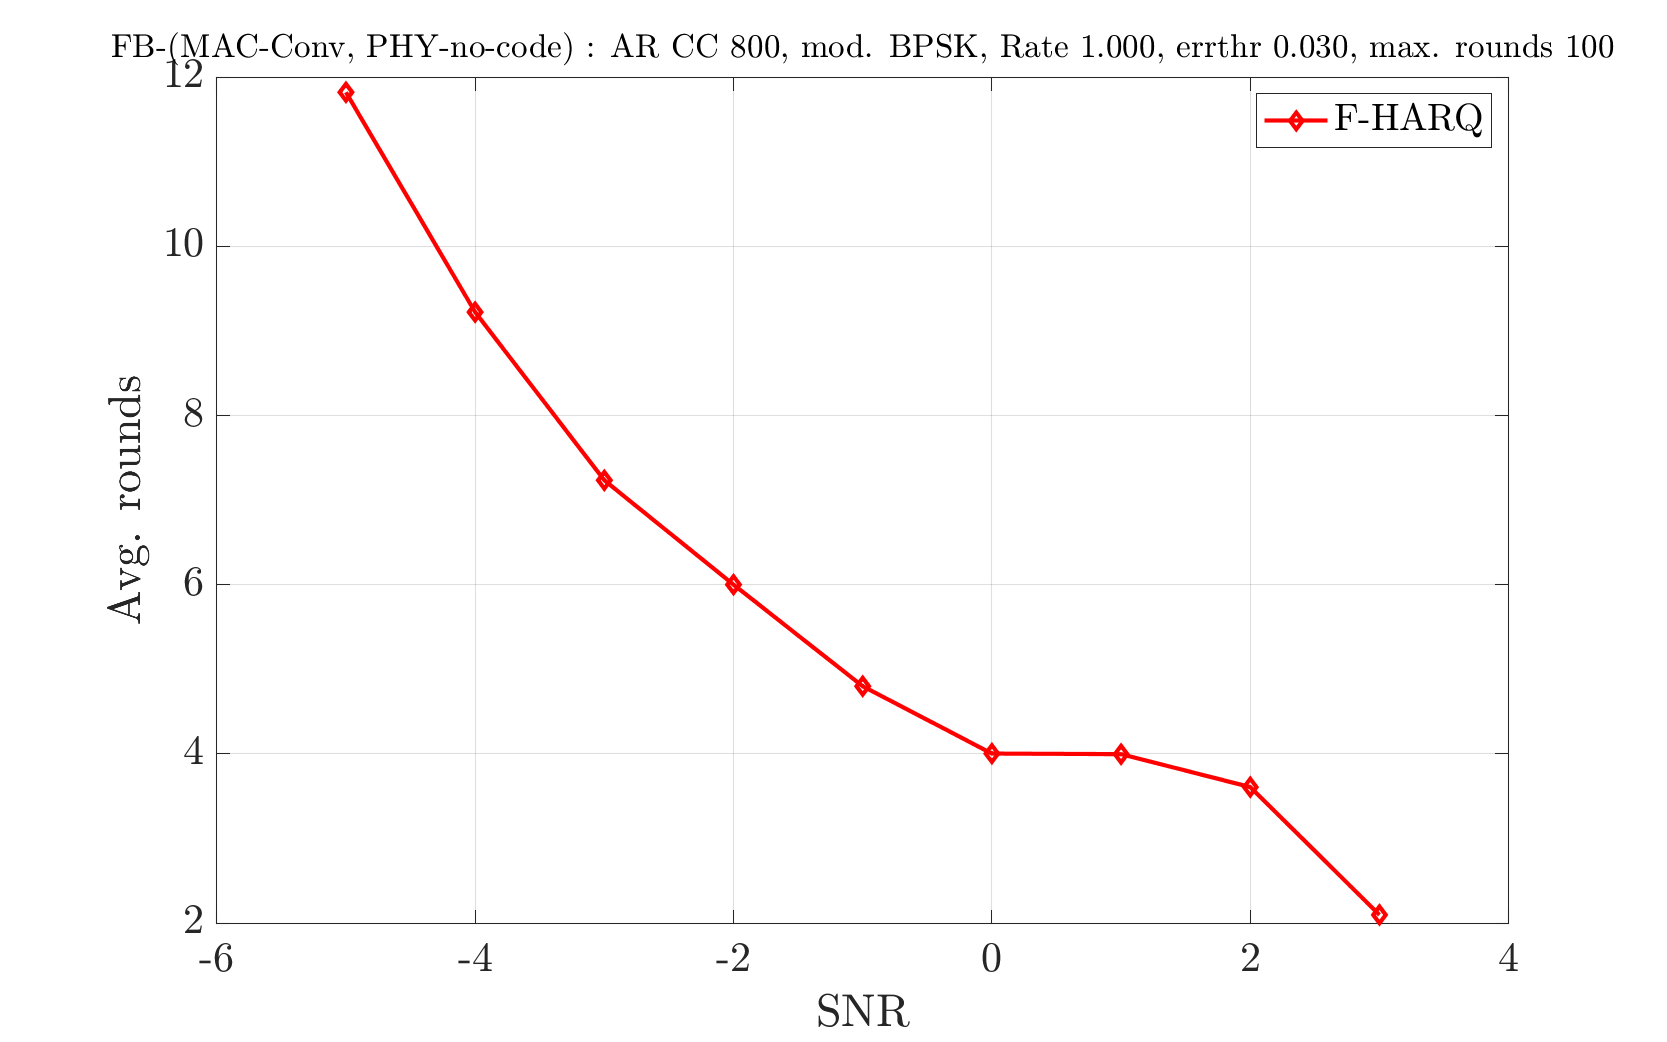 FB-(MAC-Conv, PHY-no-code) : AR CC 800, mod. BPSK, Rate 1.000, errthr 0.030, max. rounds 100
12
10
8
6
4
2
Avg. rounds
F-HARQ
-6 -4 -2 0 2 4
SNR